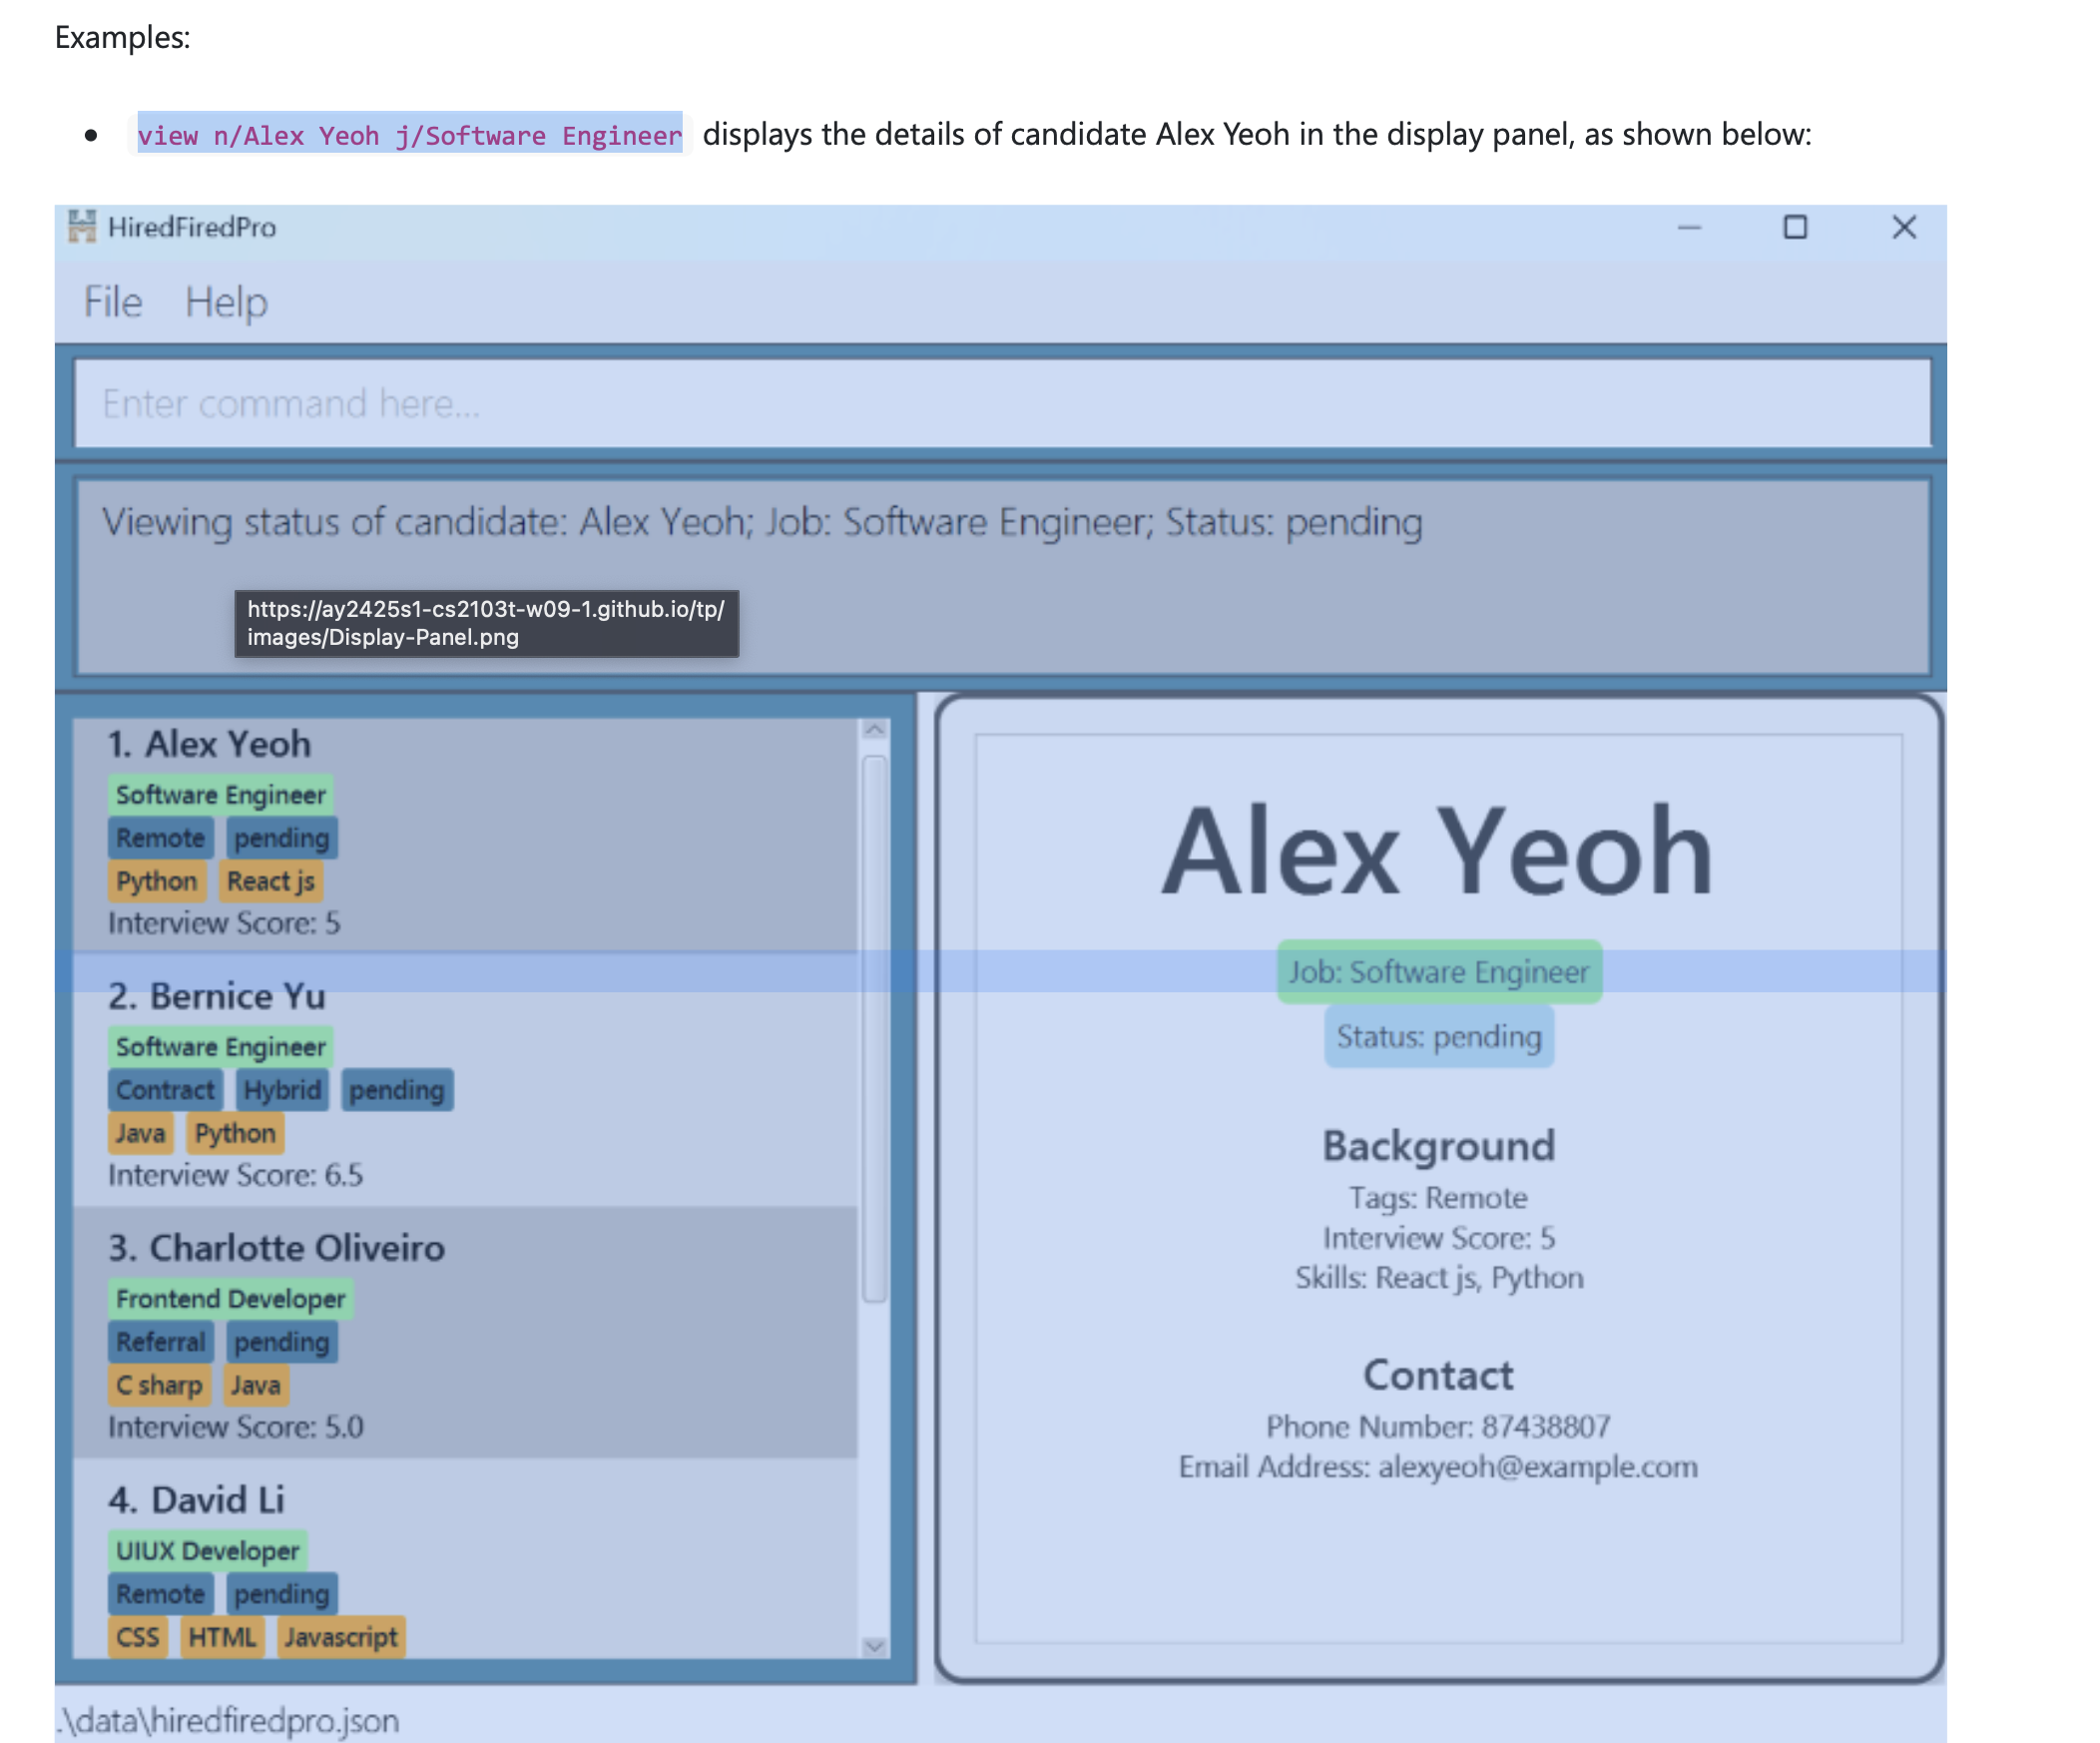 Examples:
view n/Alex Yeoh j/Software Engineer displays the details of candidate Alex Yeoh in the display panel, as shown below:
HiredFiredPro
File Help
Enter command here...
Viewing status of candidate: Alex Yeoh; Job: Software Engineer; Status: pending
https://ay2425s1-cs2103t-w09-1.github.io/tp/
images/Display-Panel.png
1. Alex Yeoh
Software Engineer
Remote pending
Python React js
Interview Score: 5
2. Bernice Yu
Software Engineer
Contract Hybrid pending
Java Python
Interview Score: 6.5
3. Charlotte Oliveiro
Frontend Developer
Referral pending
C sharp Java
Interview Score: 5.0
4. David Li
UIUX Developer
Remote pending
CSS HTML Javascript
Alex Yeoh
Job: Software Engineer
Status: pending
Background
Tags: Remote
Interview Score: 5
Skills: React js, Python
Contact
Phone Number: 87438807
Email Address: alexyeoh@example.com
.\data\hiredfiredpro.json